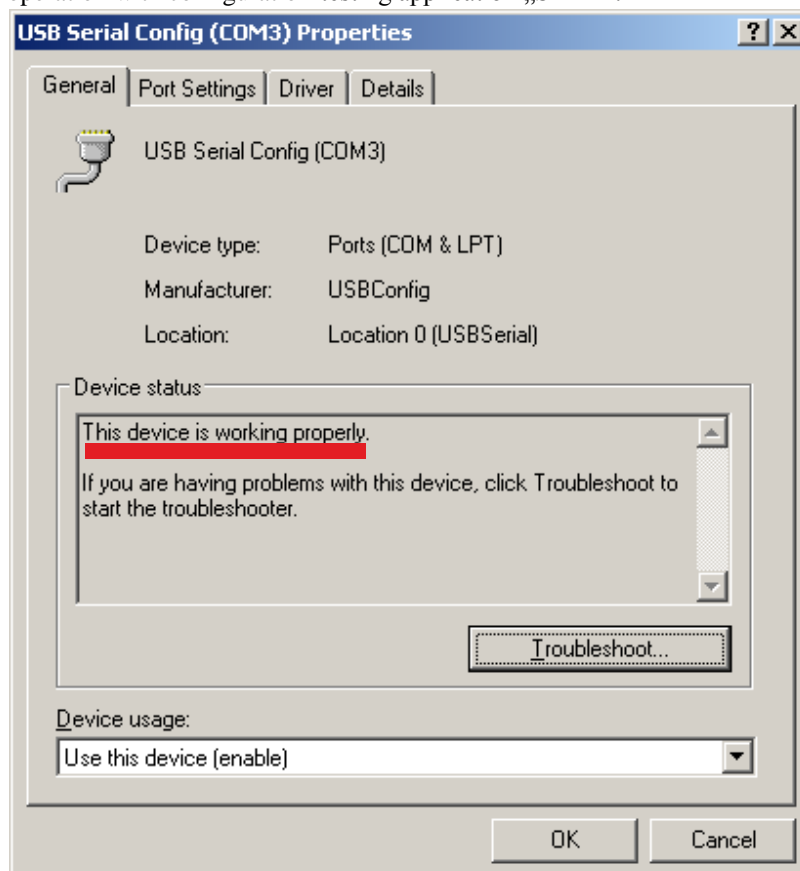 USB Serial Config (COM3) Properties
General Port Settings Driver Details
USB Serial Config (COM3)
Device type: Ports (COM & LPT)
Manufacturer: USBConfig
Location: Location 0 (USBSerial)
Device status
This device is working properly.
If you are having problems with this device, click Troubleshoot to
start the troubleshooter.
Troubleshoot...
Device usage:
Use this device (enable)
OK Cancel